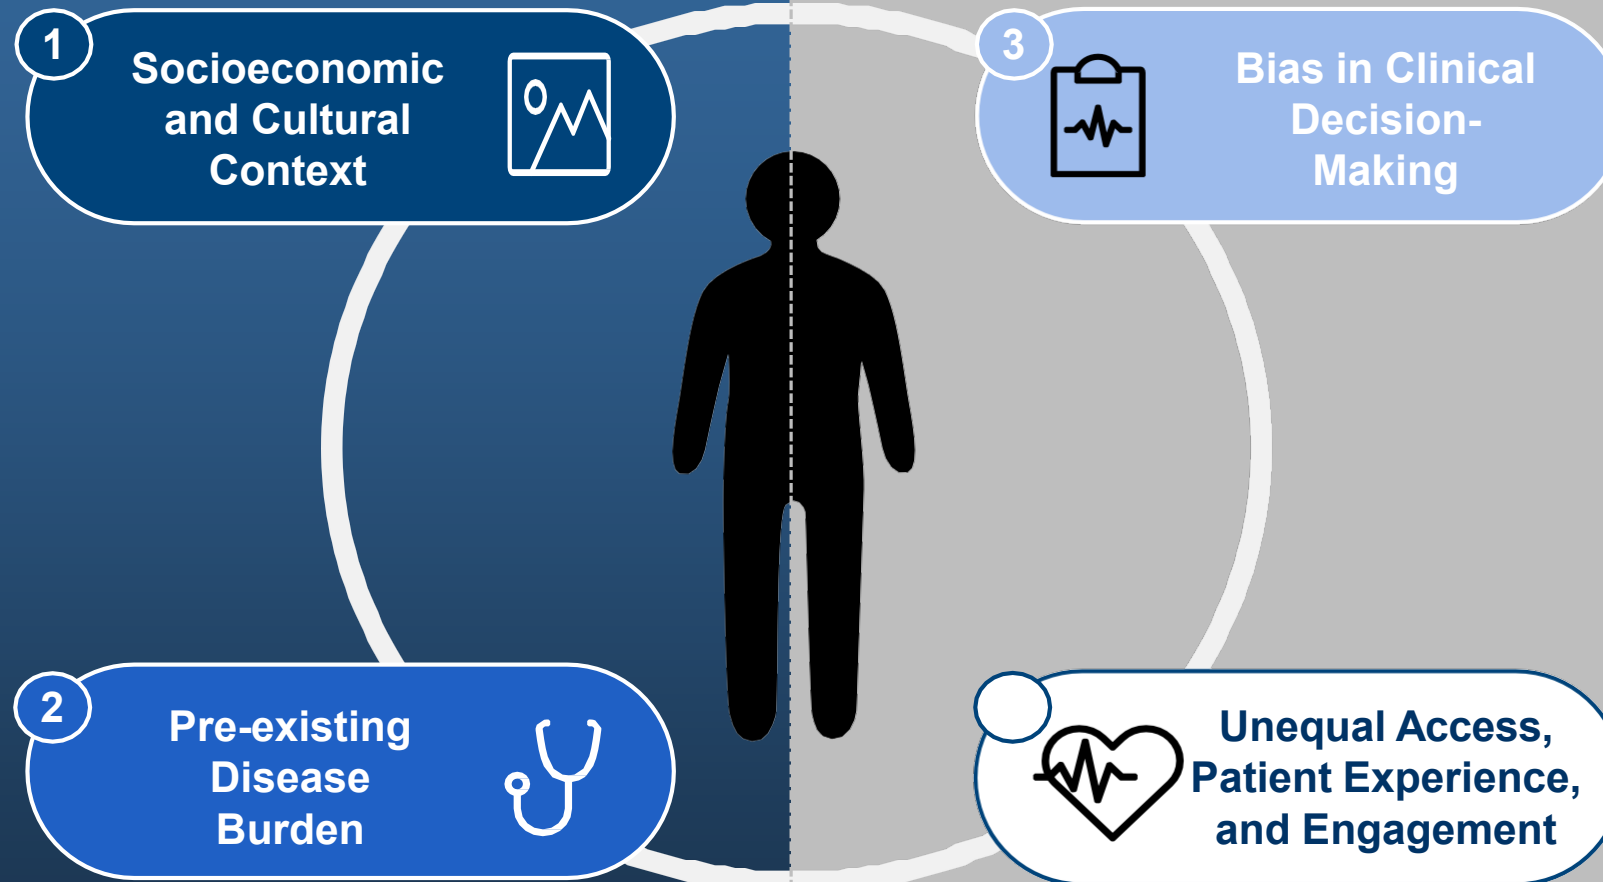 1
Socioeconomic
and Cultural
Context
2
Pre-existing
Disease
Burden
3
Bias in Clinical
Decision-
Making
Unequal Access,
Patient Experience,
and Engagement